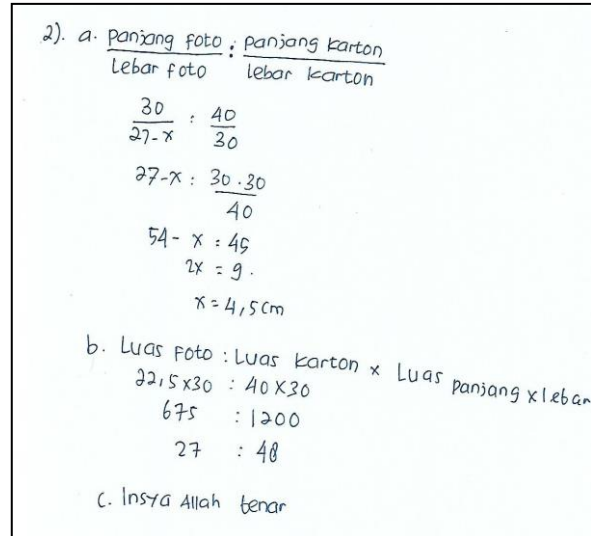 2). a. Panjang foto : panjang karton
Lebar foto lebar karton
30 : 40
27-x 30
27-x : 30 . 30
40
54 - x : 45
2x = 9 .
x = 4,5 cm
b. Luas Foto : Luas karton x Luas panjang x lebar
22,5 x 30 : 40 x 30
675 : 1200
27 : 48
c. Insya Allah benar